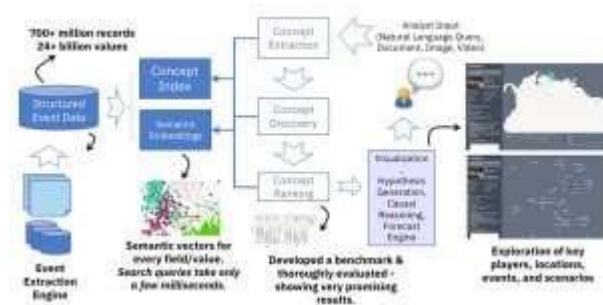 700+ million records
24+ billion values
Structured
Event Data
Event
Extraction
Engine
Concept
Index
Semantic
Embeddings
Semantic vectors for
every field/value.
Search queries take only
a few milliseconds.
Concept
Extraction
Concept
Discovery
Concept
Ranking
Developed a benchmark &
thoroughly evaluated -
showing very promising
results.
Analyst Input
(Natural Language Query,
Document, Image, Video)
Visualization
-
Hypothesis
Generation,
Causal
Reasoning,
Forecast
Engine
Exploration of key
players, locations,
events, and scenarios